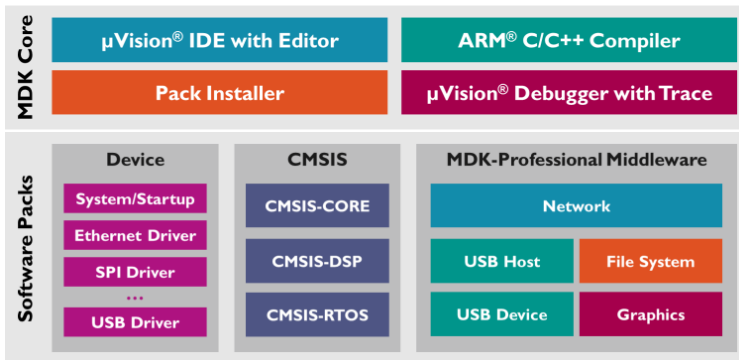 MDK Core
µVision® IDE with Editor
ARM® C/C++ Compiler
Pack Installer
µVision® Debugger with Trace
Software Packs
Device
System/Startup
Ethernet Driver
SPI Driver
...
USB Driver
CMSIS
CMSIS-CORE
CMSIS-DSP
CMSIS-RTOS
MDK-Professional Middleware
Network
USB Host
File System
USB Device
Graphics